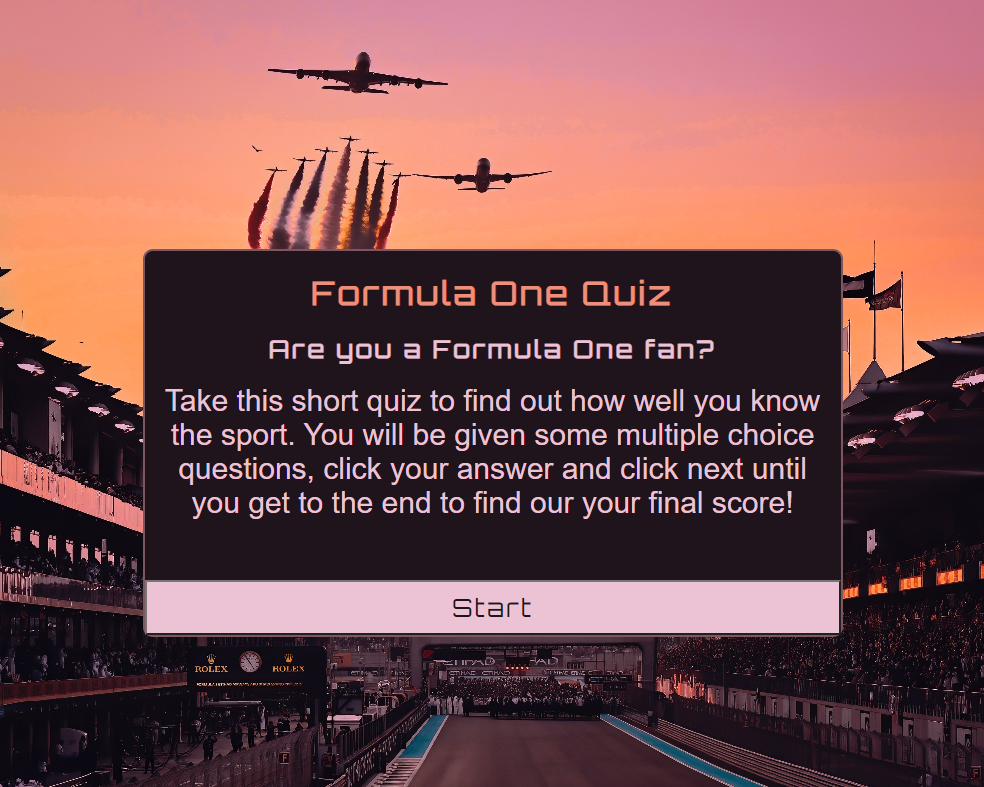 Formula One Quiz
Are you a Formula One fan?
Take this short quiz to find out how well you know
the sport. You will be given some multiple choice
questions, click your answer and click next until
you get to the end to find our your final score!
Start
ROLEX
ROLEX
ETIHAD